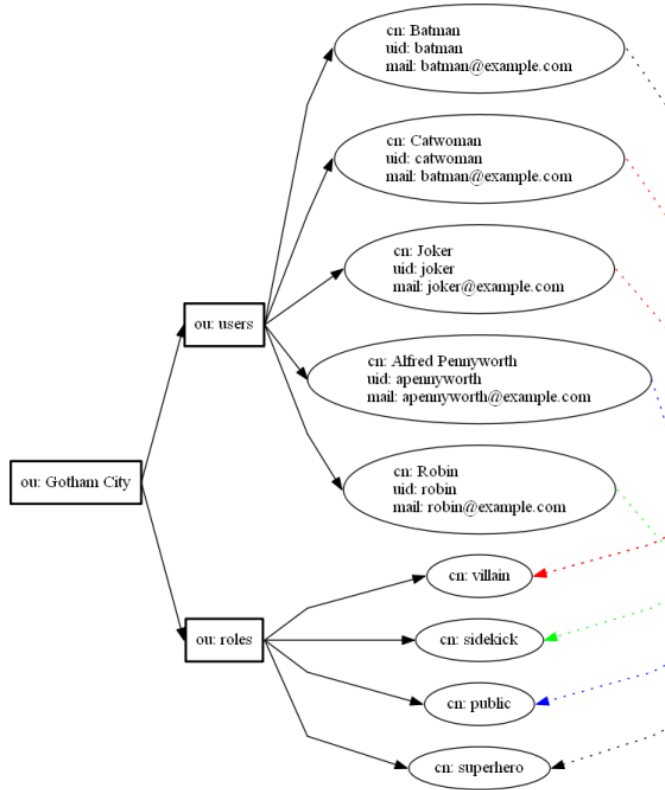 cn: Batman
uid: batman
mail: batman@example.com
cn: Catwoman
uid: catwoman
mail: batman@example.com
cn: Joker
uid: joker
mail: joker@example.com
ou: users
cn: Alfred Pennyworth
uid: apennyworth
mail: apennyworth@example.com
ou: Gotham City
cn: Robin
uid: robin
mail: robin@example.com
cn: villain
ou: roles
cn: sidekick
cn: public
cn: superhero